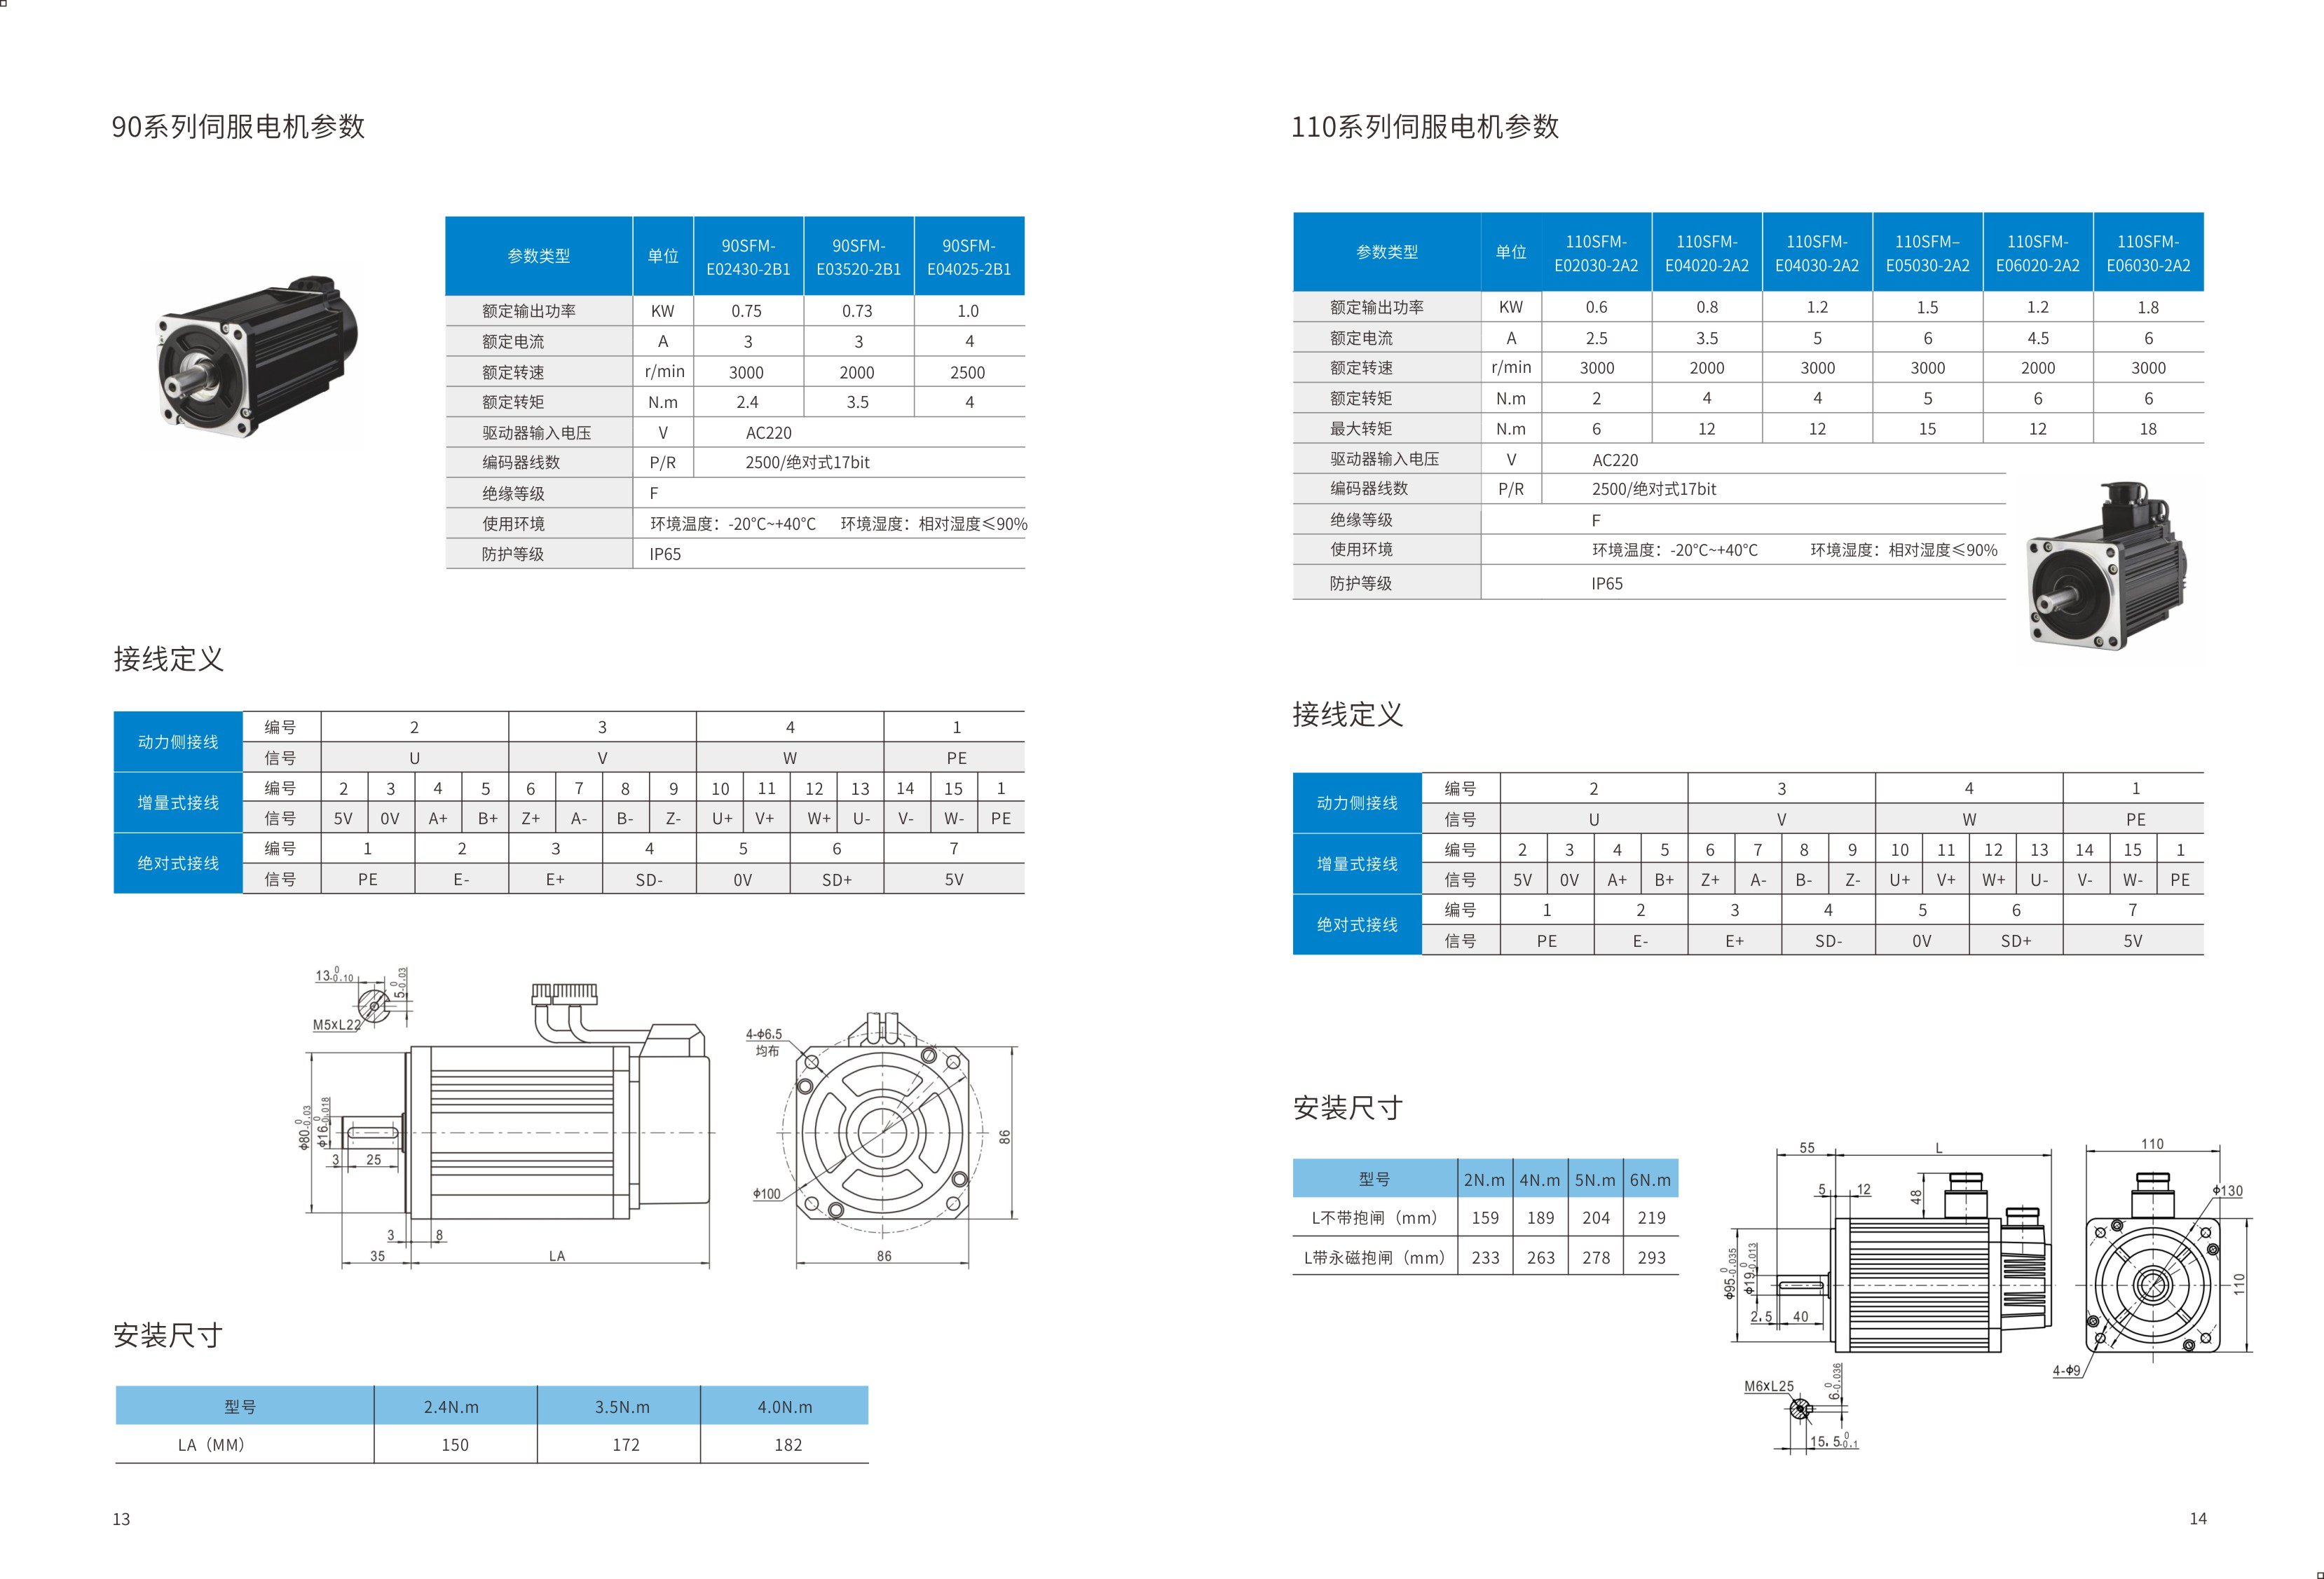 90系列伺服电机参数
参数类型 单位 90SFM-E02430-2B1 90SFM-E03520-2B1 90SFM-E04025-2B1
额定输出功率 KW 0.75 0.73 1.0
额定电流 A 3 3 4
额定转速 r/min 3000 2000 2500
额定转矩 N.m 2.4 3.5 4
驱动器输入电压 V AC220
编码器线数 P/R 2500/绝对式17bit
绝缘等级 F
使用环境 环境温度：-20℃~+40℃ 环境湿度：相对湿度≤90%
防护等级 IP65
接线定义
动力侧接线 编号 2 3 4 1
信号 U V W PE
增量式接线 编号 2 3 4 5 6 7 8 9 10 11 12 13 14 15 1
信号 5V 0V A+ B+ Z+ A- B- Z- U+ V+ W+ U- V- W- PE
绝对式接线 编号 1 2 3 4 5 6 7
信号 PE E- E+ SD- 0V SD+ 5V
13 0 -0.10
5 0 -0.03
M5xL22
ϕ80 0 -0.03
ϕ16 0 -0.018
3 25
3 8
35 LA
4-ϕ6.5
均布
ϕ100
86
86
安装尺寸
型号 2.4N.m 3.5N.m 4.0N.m
LA（MM） 150 172 182
13
110系列伺服电机参数
参数类型 单位 110SFM-E02030-2A2 110SFM-E04020-2A2 110SFM-E04030-2A2 110SFM–E05030-2A2 110SFM-E06020-2A2 110SFM-E06030-2A2
额定输出功率 KW 0.6 0.8 1.2 1.5 1.2 1.8
额定电流 A 2.5 3.5 5 6 4.5 6
额定转速 r/min 3000 2000 3000 3000 2000 3000
额定转矩 N.m 2 4 4 5 6 6
最大转矩 N.m 6 12 12 15 12 18
驱动器输入电压 V AC220
编码器线数 P/R 2500/绝对式17bit
绝缘等级 F
使用环境 环境温度：-20℃~+40℃ 环境湿度：相对湿度≤90%
防护等级 IP65
接线定义
动力侧接线 编号 2 3 4 1
信号 U V W PE
增量式接线 编号 2 3 4 5 6 7 8 9 10 11 12 13 14 15 1
信号 5V 0V A+ B+ Z+ A- B- Z- U+ V+ W+ U- V- W- PE
绝对式接线 编号 1 2 3 4 5 6 7
信号 PE E- E+ SD- 0V SD+ 5V
安装尺寸
型号 2N.m 4N.m 5N.m 6N.m
L不带抱闸（mm） 159 189 204 219
L带永磁抱闸（mm） 233 263 278 293
55 L
5 12
48
ϕ95 0 -0.035
ϕ19 0 -0.013
2.5 40
M6xL25
6 0 -0.036
15.5 0 -0.1
110
ϕ130
110
4-ϕ9
14